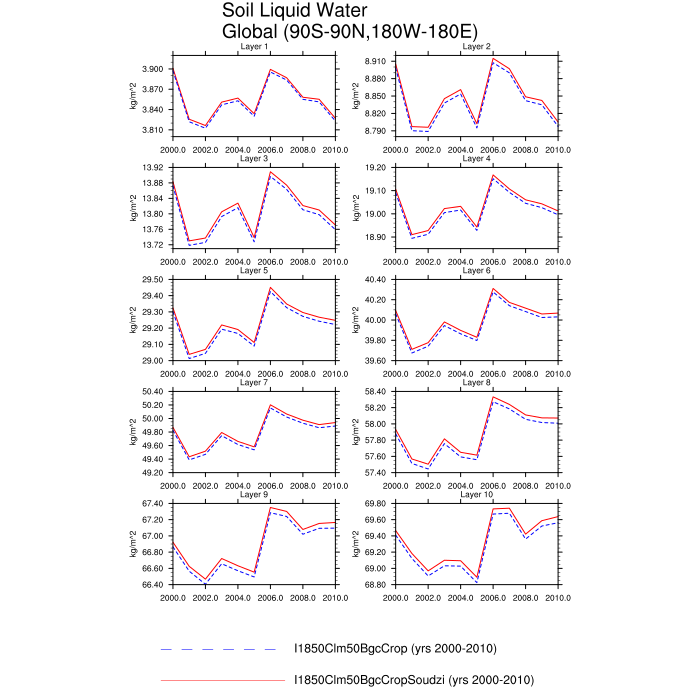 Soil Liquid Water
Global (90S-90N,180W-180E)
Layer 1
Layer 2
3.900
3.870
3.840
3.810
kg/m^2
2000.0 2002.0 2004.0 2006.0 2008.0 2010.0
8.910
8.880
8.850
8.820
8.790
kg/m^2
2000.0 2002.0 2004.0 2006.0 2008.0 2010.0
Layer 3
Layer 4
13.92
13.88
13.84
13.80
13.76
13.72
kg/m^2
2000.0 2002.0 2004.0 2006.0 2008.0 2010.0
19.20
19.10
19.00
18.90
kg/m^2
2000.0 2002.0 2004.0 2006.0 2008.0 2010.0
Layer 5
Layer 6
29.50
29.40
29.30
29.20
29.10
29.00
kg/m^2
2000.0 2002.0 2004.0 2006.0 2008.0 2010.0
40.40
40.20
40.00
39.80
39.60
kg/m^2
2000.0 2002.0 2004.0 2006.0 2008.0 2010.0
Layer 7
Layer 8
50.40
50.20
50.00
49.80
49.60
49.40
49.20
kg/m^2
2000.0 2002.0 2004.0 2006.0 2008.0 2010.0
58.40
58.20
58.00
57.80
57.60
57.40
kg/m^2
2000.0 2002.0 2004.0 2006.0 2008.0 2010.0
Layer 9
Layer 10
67.40
67.20
67.00
66.80
66.60
66.40
kg/m^2
2000.0 2002.0 2004.0 2006.0 2008.0 2010.0
69.80
69.60
69.40
69.20
69.00
68.80
kg/m^2
2000.0 2002.0 2004.0 2006.0 2008.0 2010.0
I1850Clm50BgcCrop (yrs 2000-2010)
I1850Clm50BgcCropSoudzi (yrs 2000-2010)